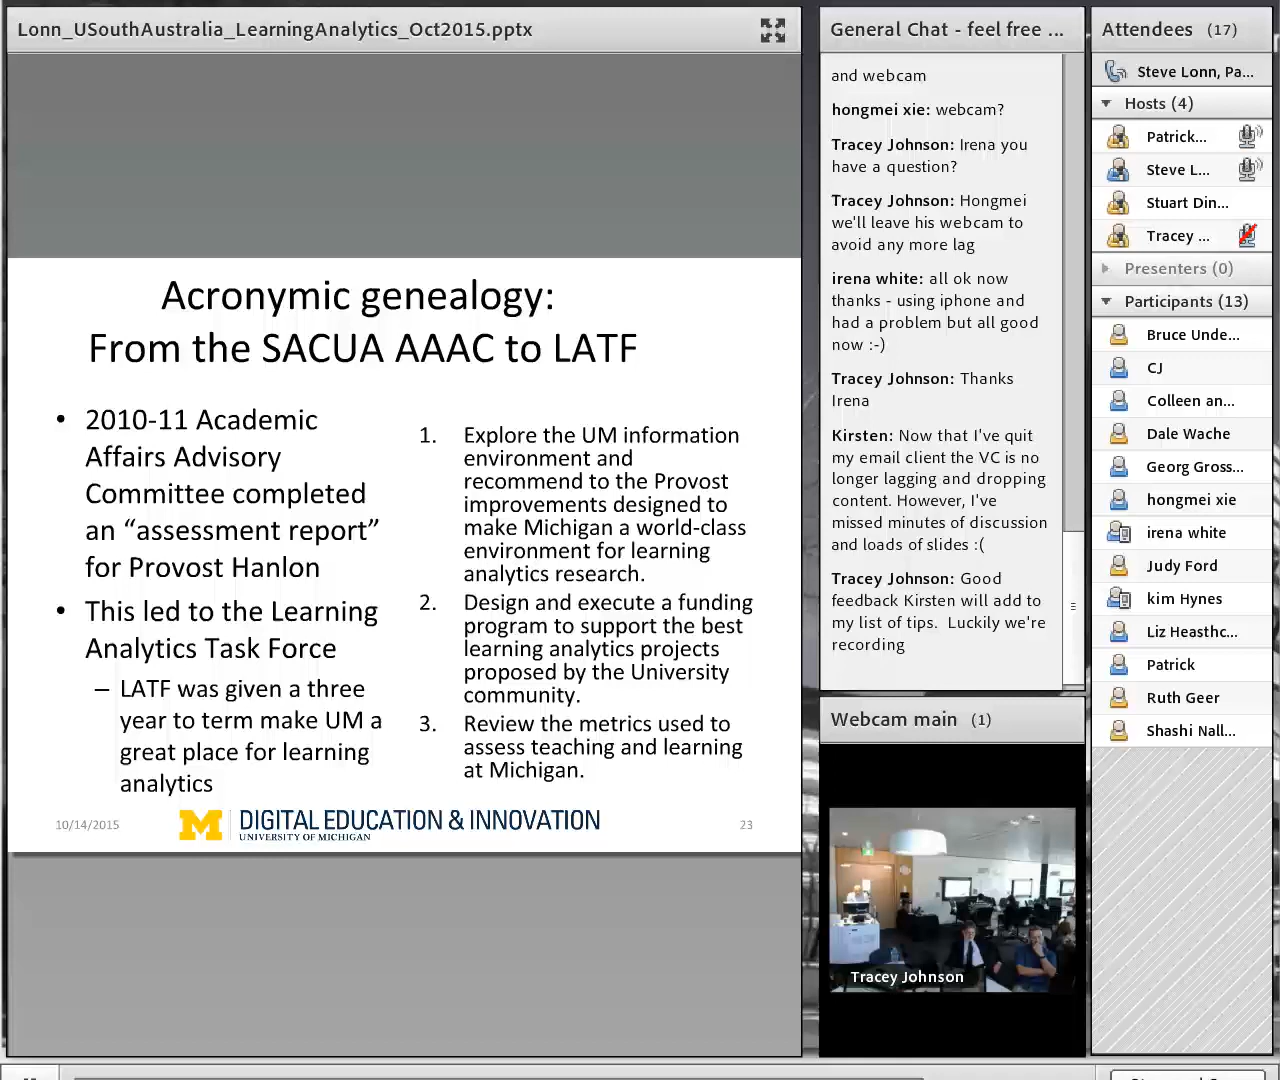 Lonn_USouthAustralia_LearningAnalytics_Oct2015.pptx
Acronymic genealogy:
From the SACUA AAAC to LATF
• 2010-11 Academic
Affairs Advisory
Committee completed
an “assessment report”
for Provost Hanlon
• This led to the Learning
Analytics Task Force
– LATF was given a three
year to term make UM a
great place for learning
analytics
1. Explore the UM information
environment and
recommend to the Provost
improvements designed to
make Michigan a world-class
environment for learning
analytics research.
2. Design and execute a funding
program to support the best
learning analytics projects
proposed by the University
community.
3. Review the metrics used to
assess teaching and learning
at Michigan.
10/14/2015
M
DIGITAL EDUCATION & INNOVATION
UNIVERSITY OF MICHIGAN
23
General Chat - feel free ...
and webcam
hongmei xie: webcam?
Tracey Johnson: Irena you
have a question?
Tracey Johnson: Hongmei
we'll leave his webcam to
avoid any more lag
irena white: all ok now
thanks - using iphone and
had a problem but all good
now :-)
Tracey Johnson: Thanks
Irena
Kirsten: Now that I've quit
my email client the VC is no
longer lagging and dropping
content. However, I've
missed minutes of discussion
and loads of slides :(
Tracey Johnson: Good
feedback Kirsten will add to
my list of tips.  Luckily we're
recording
Webcam main (1)
Tracey Johnson
Attendees (17)
Steve Lonn, Pa...
Hosts (4)
Patrick...
Steve L...
Stuart Din...
Tracey ...
Presenters (0)
Participants (13)
Bruce Unde...
CJ
Colleen an...
Dale Wache
Georg Gross...
hongmei xie
irena white
Judy Ford
kim Hynes
Liz Heasthc...
Patrick
Ruth Geer
Shashi Nall...